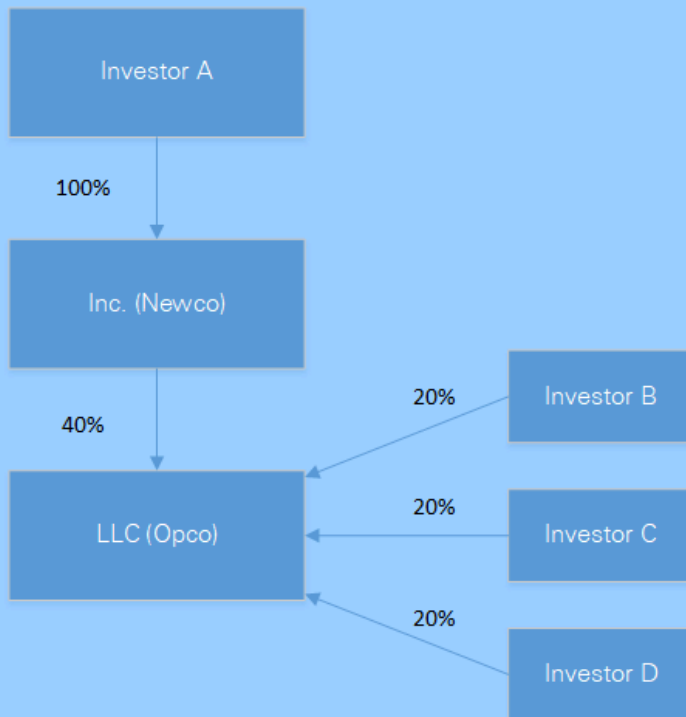 Investor A
100%
Inc. (Newco)
40%
20%
Investor B
LLC (Opco)
20%
Investor C
20%
Investor D